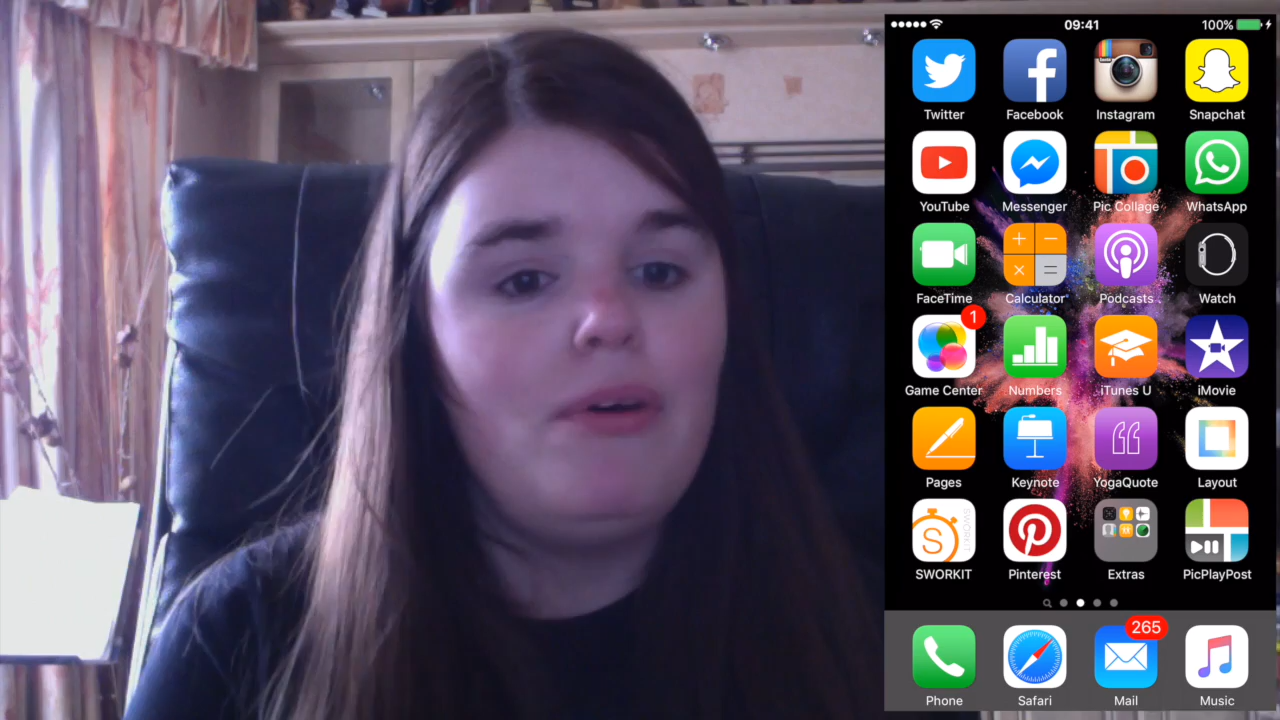 09:41 100%
Twitter Facebook Instagram Snapchat
YouTube Messenger Pic Collage WhatsApp
FaceTime Calculator Podcasts Watch
1
Game Center Numbers iTunes U iMovie
Pages Keynote YogaQuote Layout
S SWORKIT
SWORKIT Pinterest Extras PicPlayPost
265
Phone Safari Mail Music